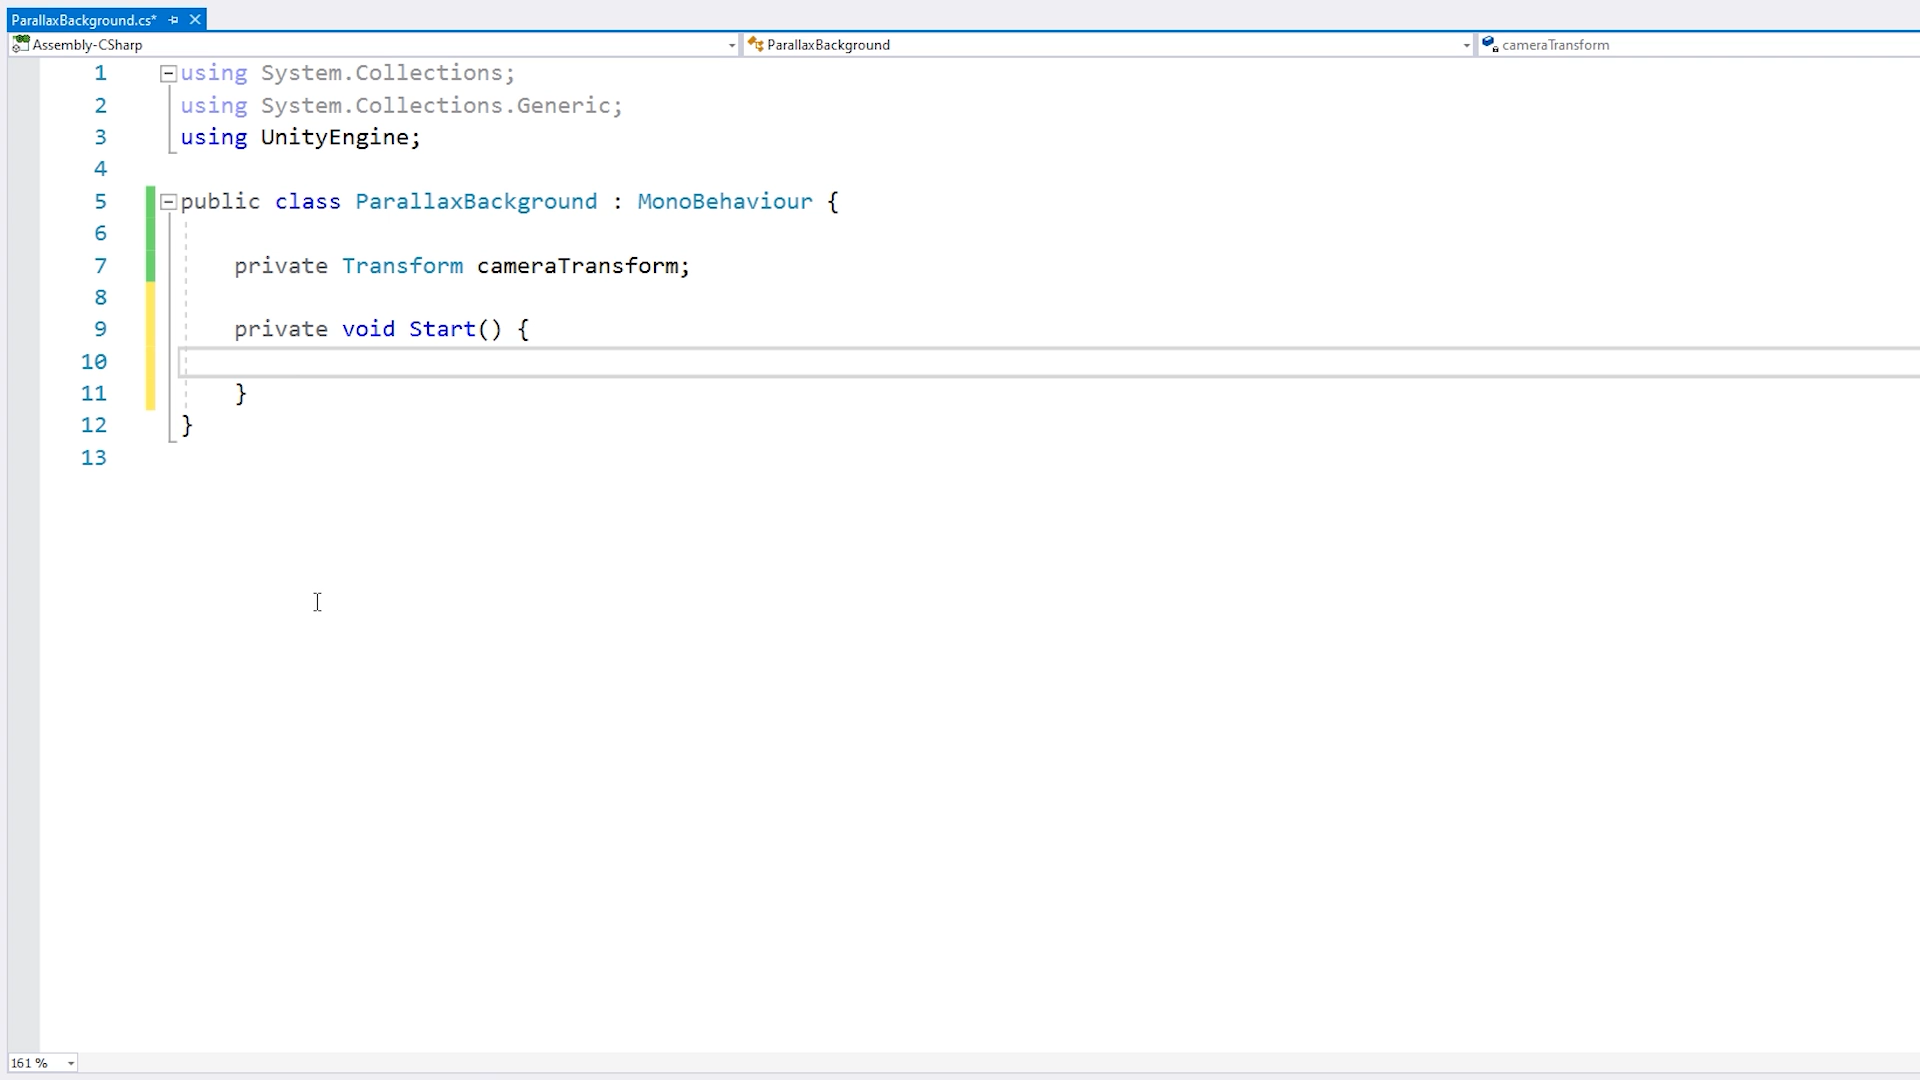 ParallaxBackground.cs*
Assembly-CSharp ParallaxBackground cameraTransform
1 using System.Collections;
2 using System.Collections.Generic;
3 using UnityEngine;
4
5 public class ParallaxBackground : MonoBehaviour {
6
7 private Transform cameraTransform;
8
9 private void Start() {
10
11 }
12 }
13
161 %